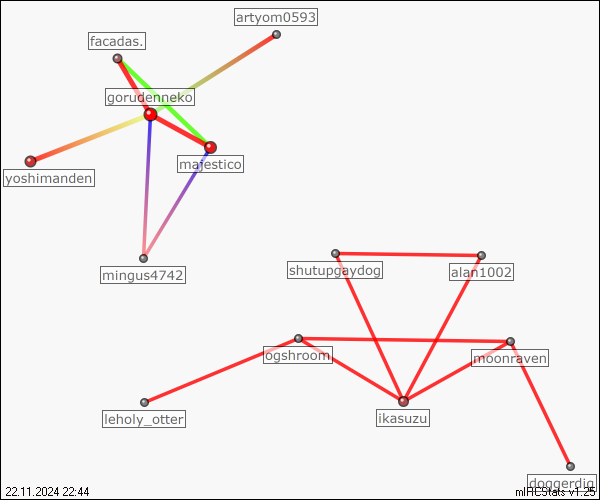 artyom0593
facadas.
gorudenneko
majestico
yoshimanden
mingus4742
shutupgaydog
alan1002
ogshroom
moonraven
ikasuzu
leholy_otter
doggerdig
22.11.2024 22:44
mIRCStats v1.25